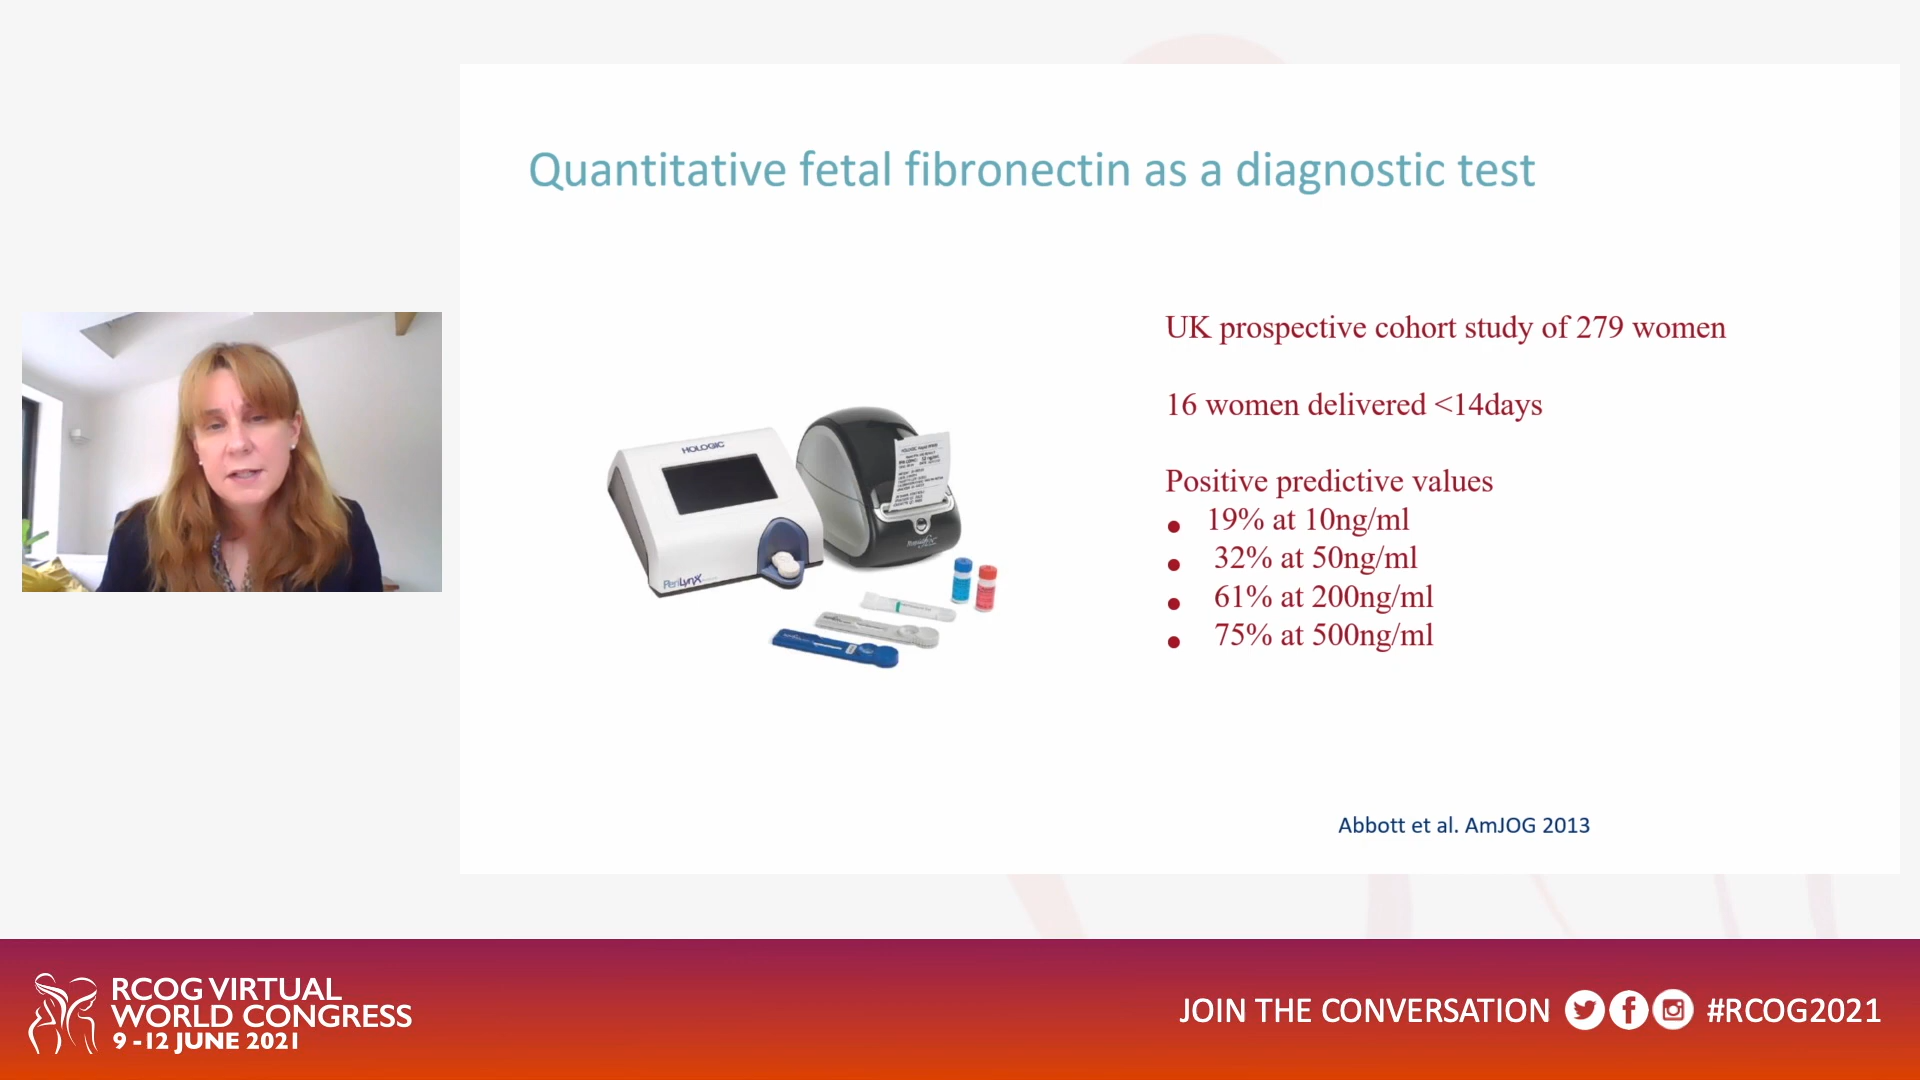 Quantitative fetal fibronectin as a diagnostic test
UK prospective cohort study of 279 women
16 women delivered <14days
Positive predictive values
• 19% at 10ng/ml
• 32% at 50ng/ml
• 61% at 200ng/ml
• 75% at 500ng/ml
HOLOGIC
PeriLynx
Abbott et al. AmJOG 2013
RCOG VIRTUAL
WORLD CONGRESS
9 -12 JUNE 2021
JOIN THE CONVERSATION #RCOG2021